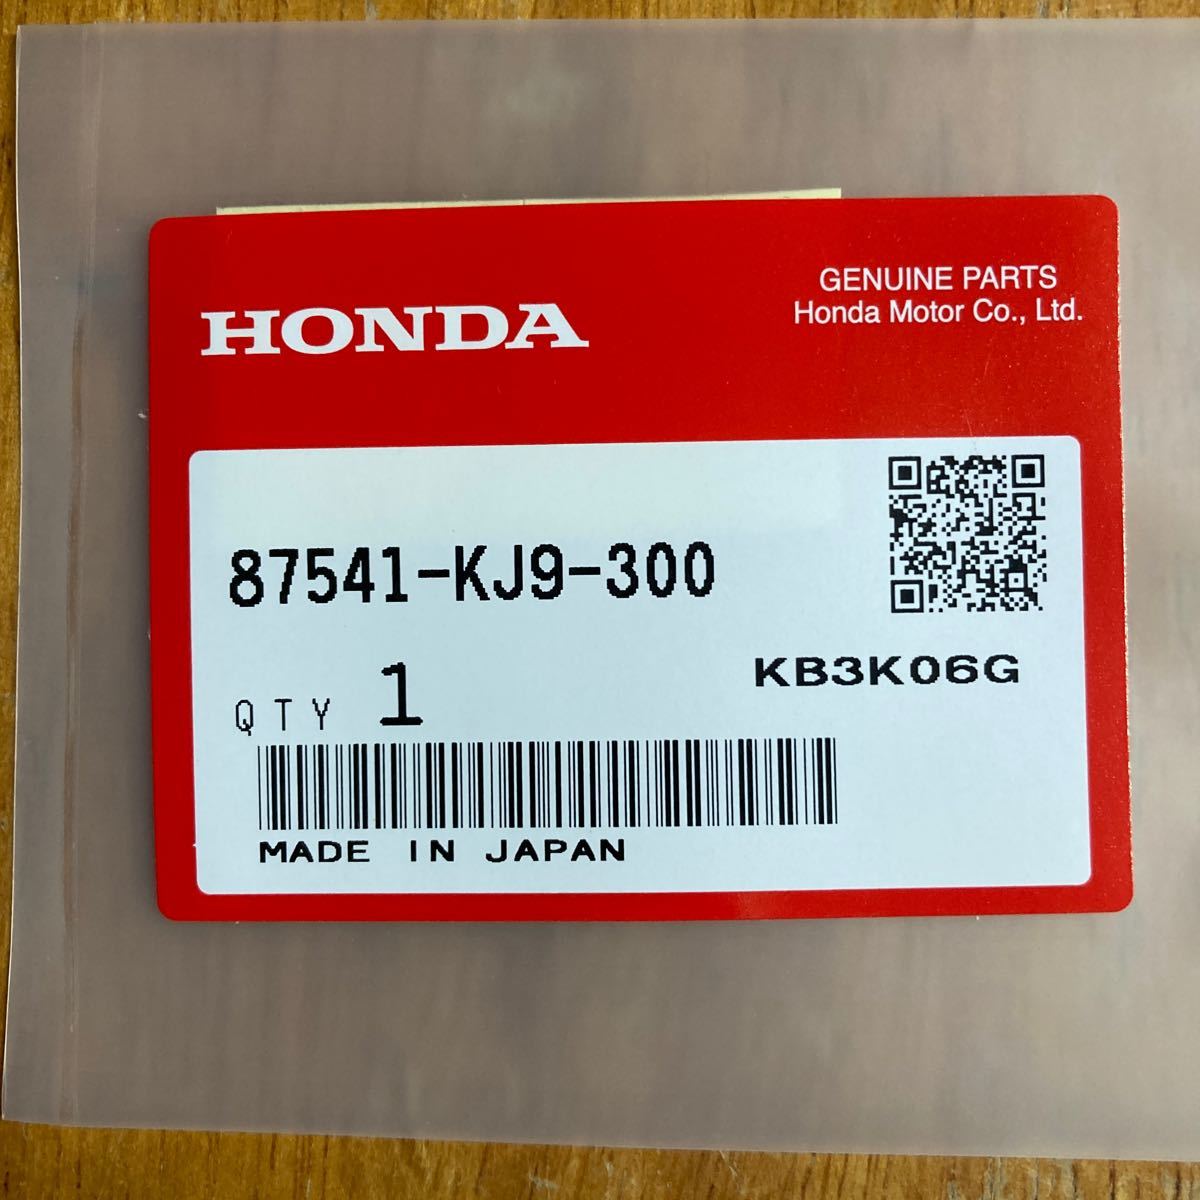 HONDA
GENUINE PARTS
Honda Motor Co., Ltd.
87541-KJ9-300
KB3K06G
QTY 1
MADE IN JAPAN